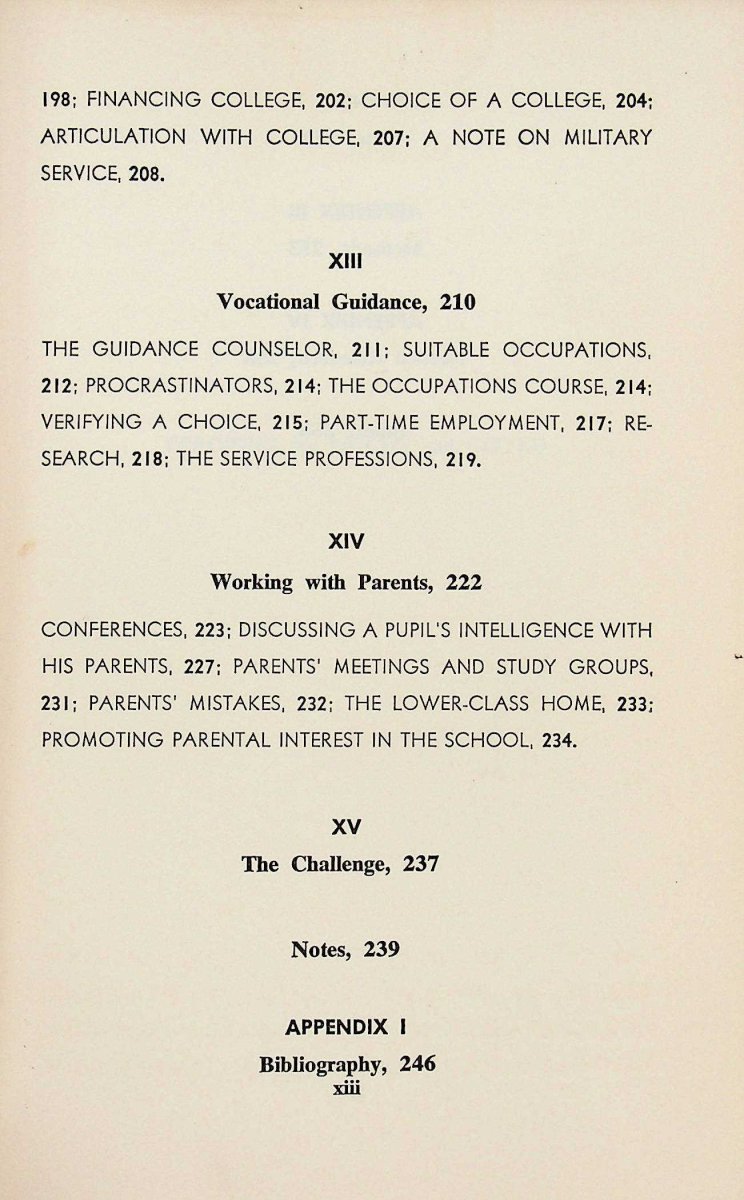 198; FINANCING COLLEGE, 202; CHOICE OF A COLLEGE, 204;
ARTICULATION WITH COLLEGE, 207; A NOTE ON MILITARY
SERVICE, 208.
XIII
Vocational Guidance, 210
THE GUIDANCE COUNSELOR, 211; SUITABLE OCCUPATIONS,
212; PROCRASTINATORS, 214; THE OCCUPATIONS COURSE, 214;
VERIFYING A CHOICE, 215; PART-TIME EMPLOYMENT, 217; RE-
SEARCH, 218; THE SERVICE PROFESSIONS, 219.
XIV
Working with Parents, 222
CONFERENCES, 223; DISCUSSING A PUPIL'S INTELLIGENCE WITH
HIS PARENTS, 227; PARENTS' MEETINGS AND STUDY GROUPS,
231; PARENTS' MISTAKES, 232; THE LOWER-CLASS HOME, 233;
PROMOTING PARENTAL INTEREST IN THE SCHOOL, 234.
XV
The Challenge, 237
Notes, 239
APPENDIX I
Bibliography, 246
xiii